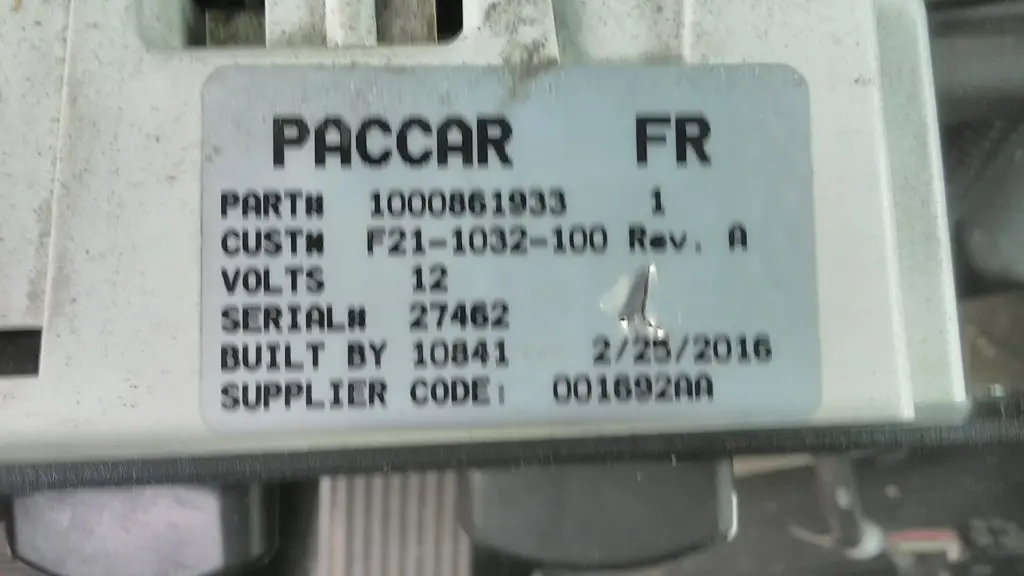 PACCAR FR
PART# 1000861933 1
CUST# F21-1032-100 Rev. A
VOLTS 12
SERIAL# 27462
BUILT BY 10841 2/25/2016
SUPPLIER CODE: 001692AA